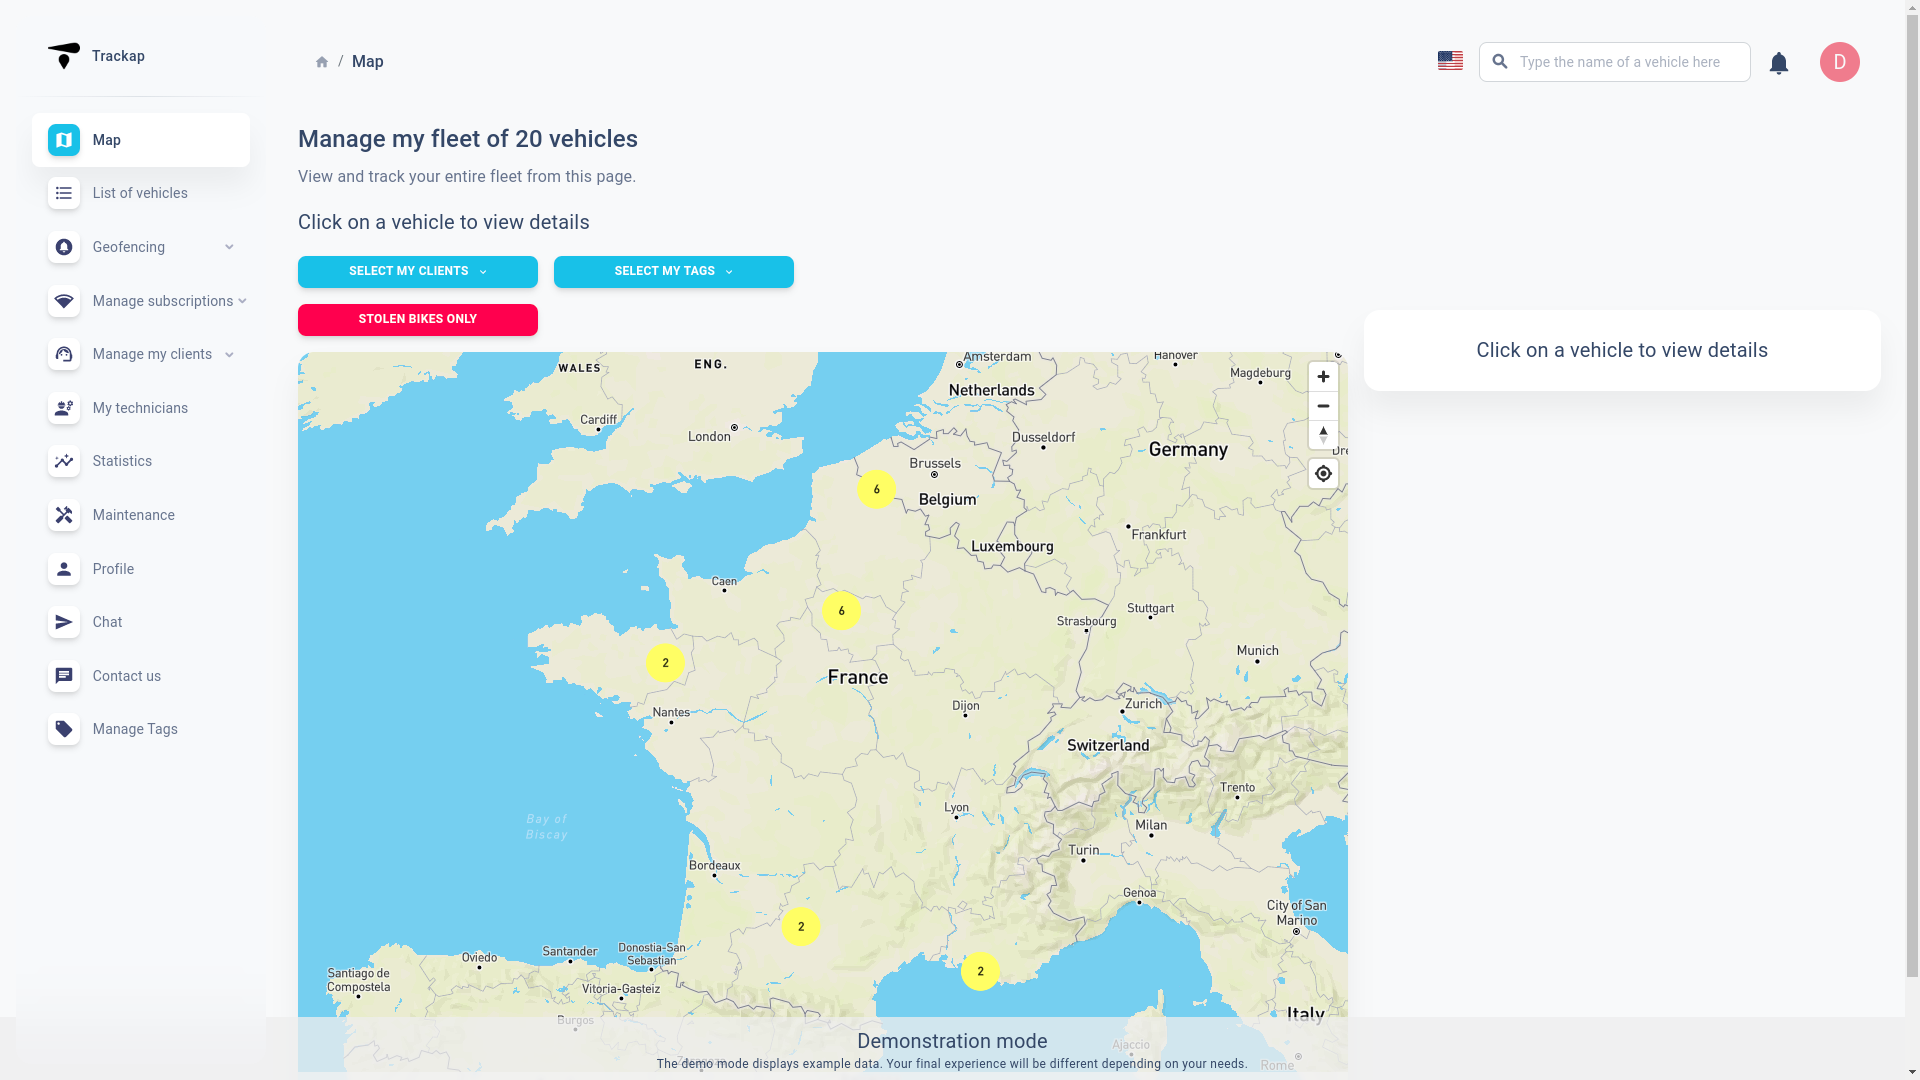 Trackap
/ Map
Type the name of a vehicle here
D
Map
List of vehicles
Geofencing
Manage subscriptions
Manage my clients
My technicians
Statistics
Maintenance
Profile
Chat
Contact us
Manage Tags
Manage my fleet of 20 vehicles
View and track your entire fleet from this page.
Click on a vehicle to view details
SELECT MY CLIENTS
SELECT MY TAGS
STOLEN BIKES ONLY
Click on a vehicle to view details
Amsterdam
Hanover
WALES
ENG.
Magdeburg
Netherlands
Cardiff
London
Dusseldorf
Germany
Brussels
6
Belgium
Frankfurt
Luxembourg
Caen
6
Stuttgart
Strasbourg
Munich
2
France
Zurich
Dijon
Nantes
Switzerland
Trento
Lyon
Bay of
Biscay
Milan
Turin
Bordeaux
Genoa
City of San
Marino
2
Donostia-San
Sebastian
Santander
Oviedo
2
Santiago de
Compostela
Vitoria-Gasteiz
Italy
Burgos
Ajaccio
Rome
Zaragoza
Demonstration mode
The demo mode displays example data. Your final experience will be different depending on your needs.